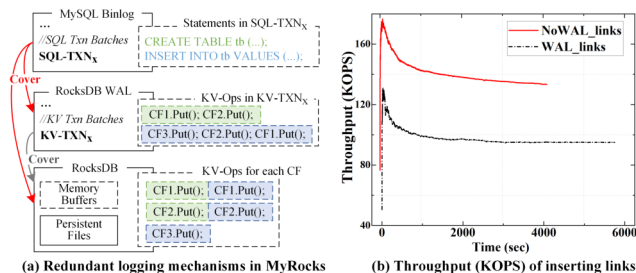 MySQL Binlog
...
//SQL Txn Batches
SQL-TXNX
Statements in SQL-TXNX
CREATE TABLE tb (...);
INSERT INTO tb VALUES (...);
Cover
RocksDB WAL
...
//KV Txn Batches
KV-TXNX
KV-Ops in KV-TXNX
CF1.Put(); CF2.Put();
CF3.Put(); CF2.Put(); CF1.Put();
Cover
RocksDB
Memory
Buffers
Persistent
Files
KV-Ops for each CF
CF1.Put(); CF1.Put();
CF2.Put(); CF2.Put();
CF3.Put();
(a) Redundant logging mechanisms in MyRocks
Throughput (KOPS)
160
120
80
40
NoWAL_links
WAL_links
0 2000 4000 6000
Time (sec)
(b) Throughput (KOPS) of inserting links